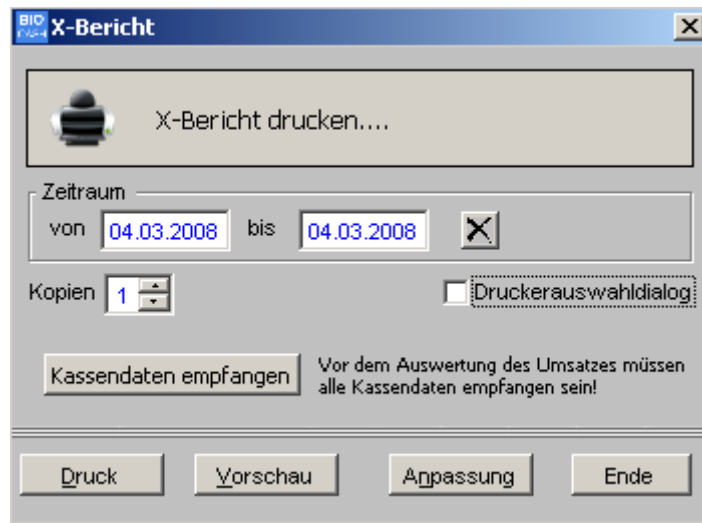 BIO
CASH
X-Bericht
X-Bericht drucken....
Zeitraum
von 04.03.2008 bis 04.03.2008
Kopien 1 Druckerauswahldialog
Kassendaten empfangen
Vor dem Auswertung des Umsatzes müssen
alle Kassendaten empfangen sein!
Druck Vorschau Anpassung Ende